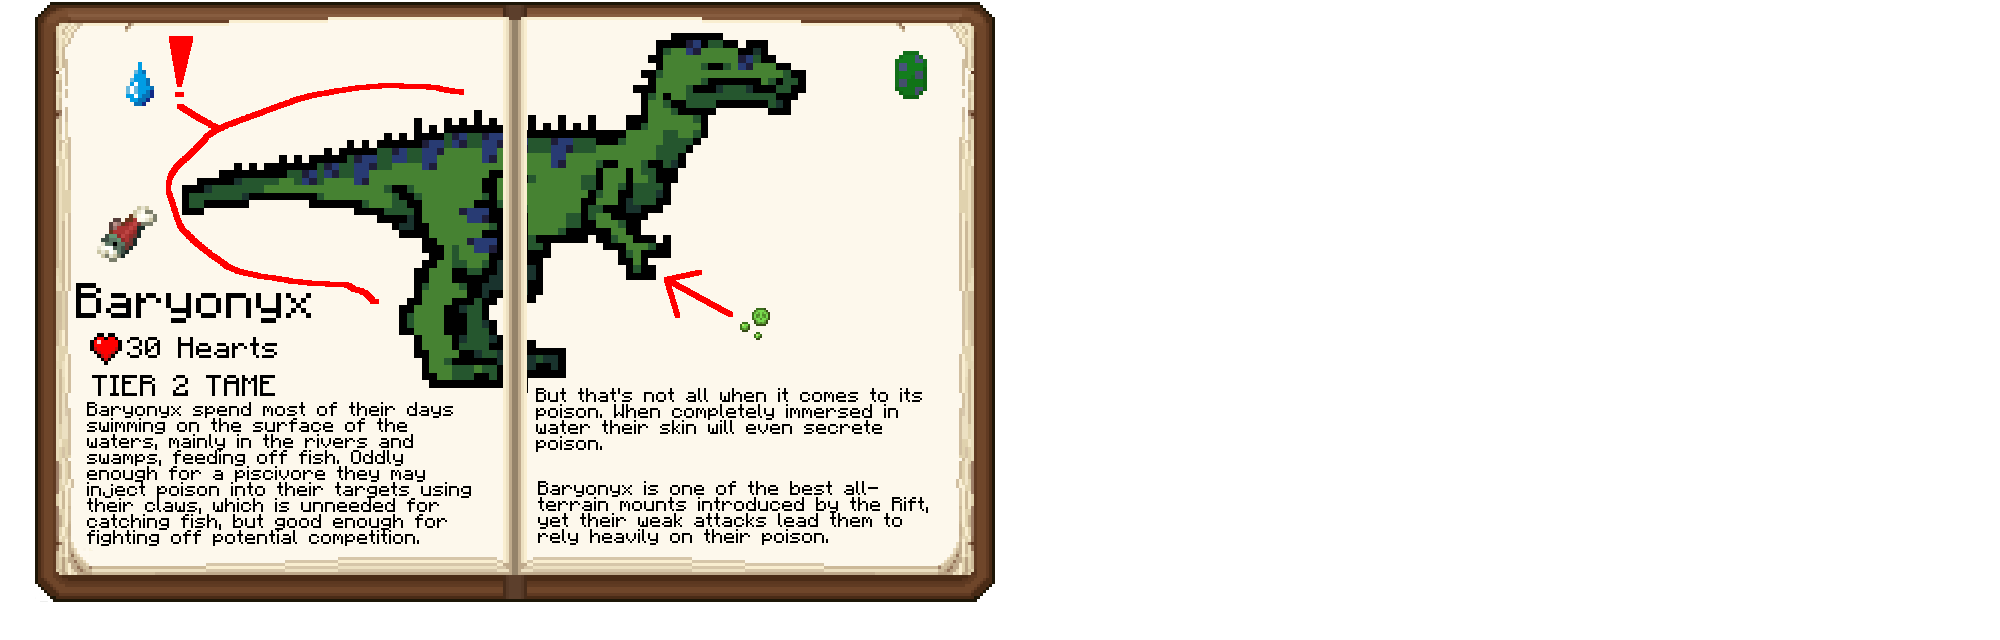 Baryonyx
30 Hearts
TIER 2 TAME
Baryonyx spend most of their days
swimming on the surface of the
waters, mainly in the rivers and
swamps, feeding off fish. Oddly
enough for a piscivore they may
inject poison into their targets using
their claws, which is unneeded for
catching fish, but good enough for
fighting off potential competition.
But that's not all when it comes to its
poison. When completely immersed in
water their skin will even secrete
poison.
Baryonyx is one of the best all-
terrain mounts introduced by the Rift,
yet their weak attacks lead them to
rely heavily on their poison.